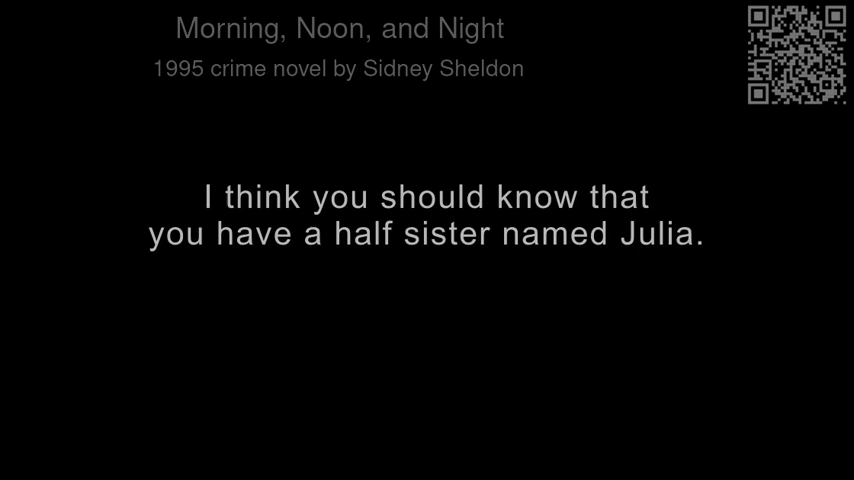 Morning, Noon, and Night
1995 crime novel by Sidney Sheldon
I think you should know that
you have a half sister named Julia.